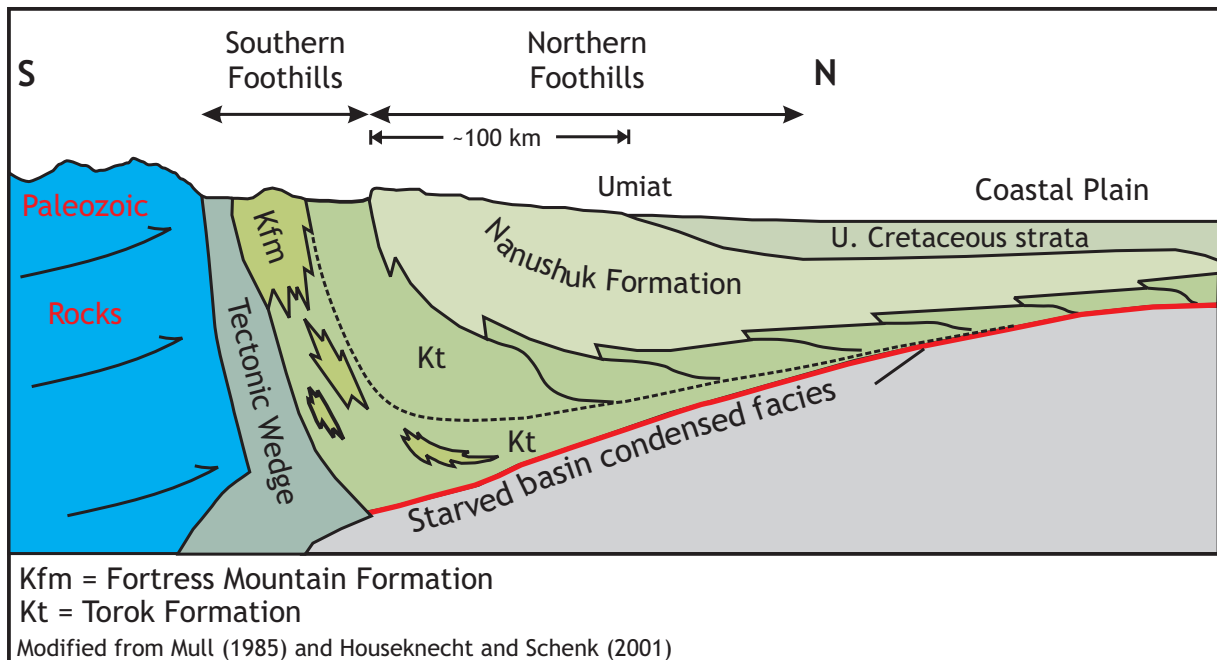 Southern
Foothills
Northern
Foothills
S
N
~100 km
Umiat
Coastal Plain
Paleozoic
Rocks
Kfm
Tectonic Wedge
Nanushuk Formation
U. Cretaceous strata
Kt
Kt
Starved basin condensed facies
Kfm = Fortress Mountain Formation
Kt = Torok Formation
Modified from Mull (1985) and Houseknecht and Schenk (2001)